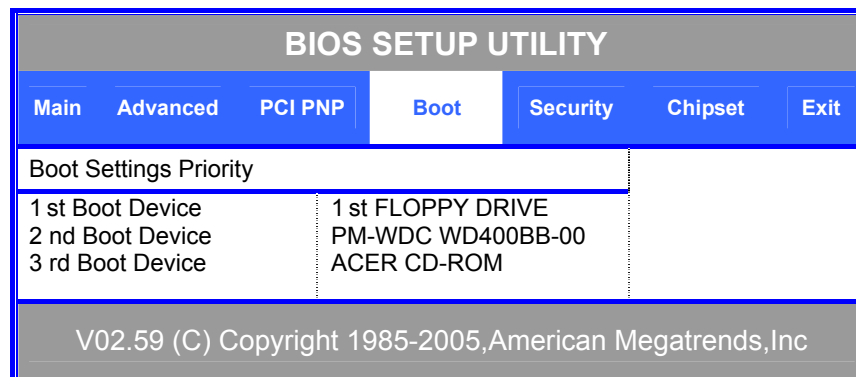 BIOS SETUP UTILITY
Main Advanced PCI PNP Boot Security Chipset Exit
Boot Settings Priority
1 st Boot Device 1 st FLOPPY DRIVE
2 nd Boot Device PM-WDC WD400BB-00
3 rd Boot Device ACER CD-ROM
V02.59 (C) Copyright 1985-2005,American Megatrends,Inc